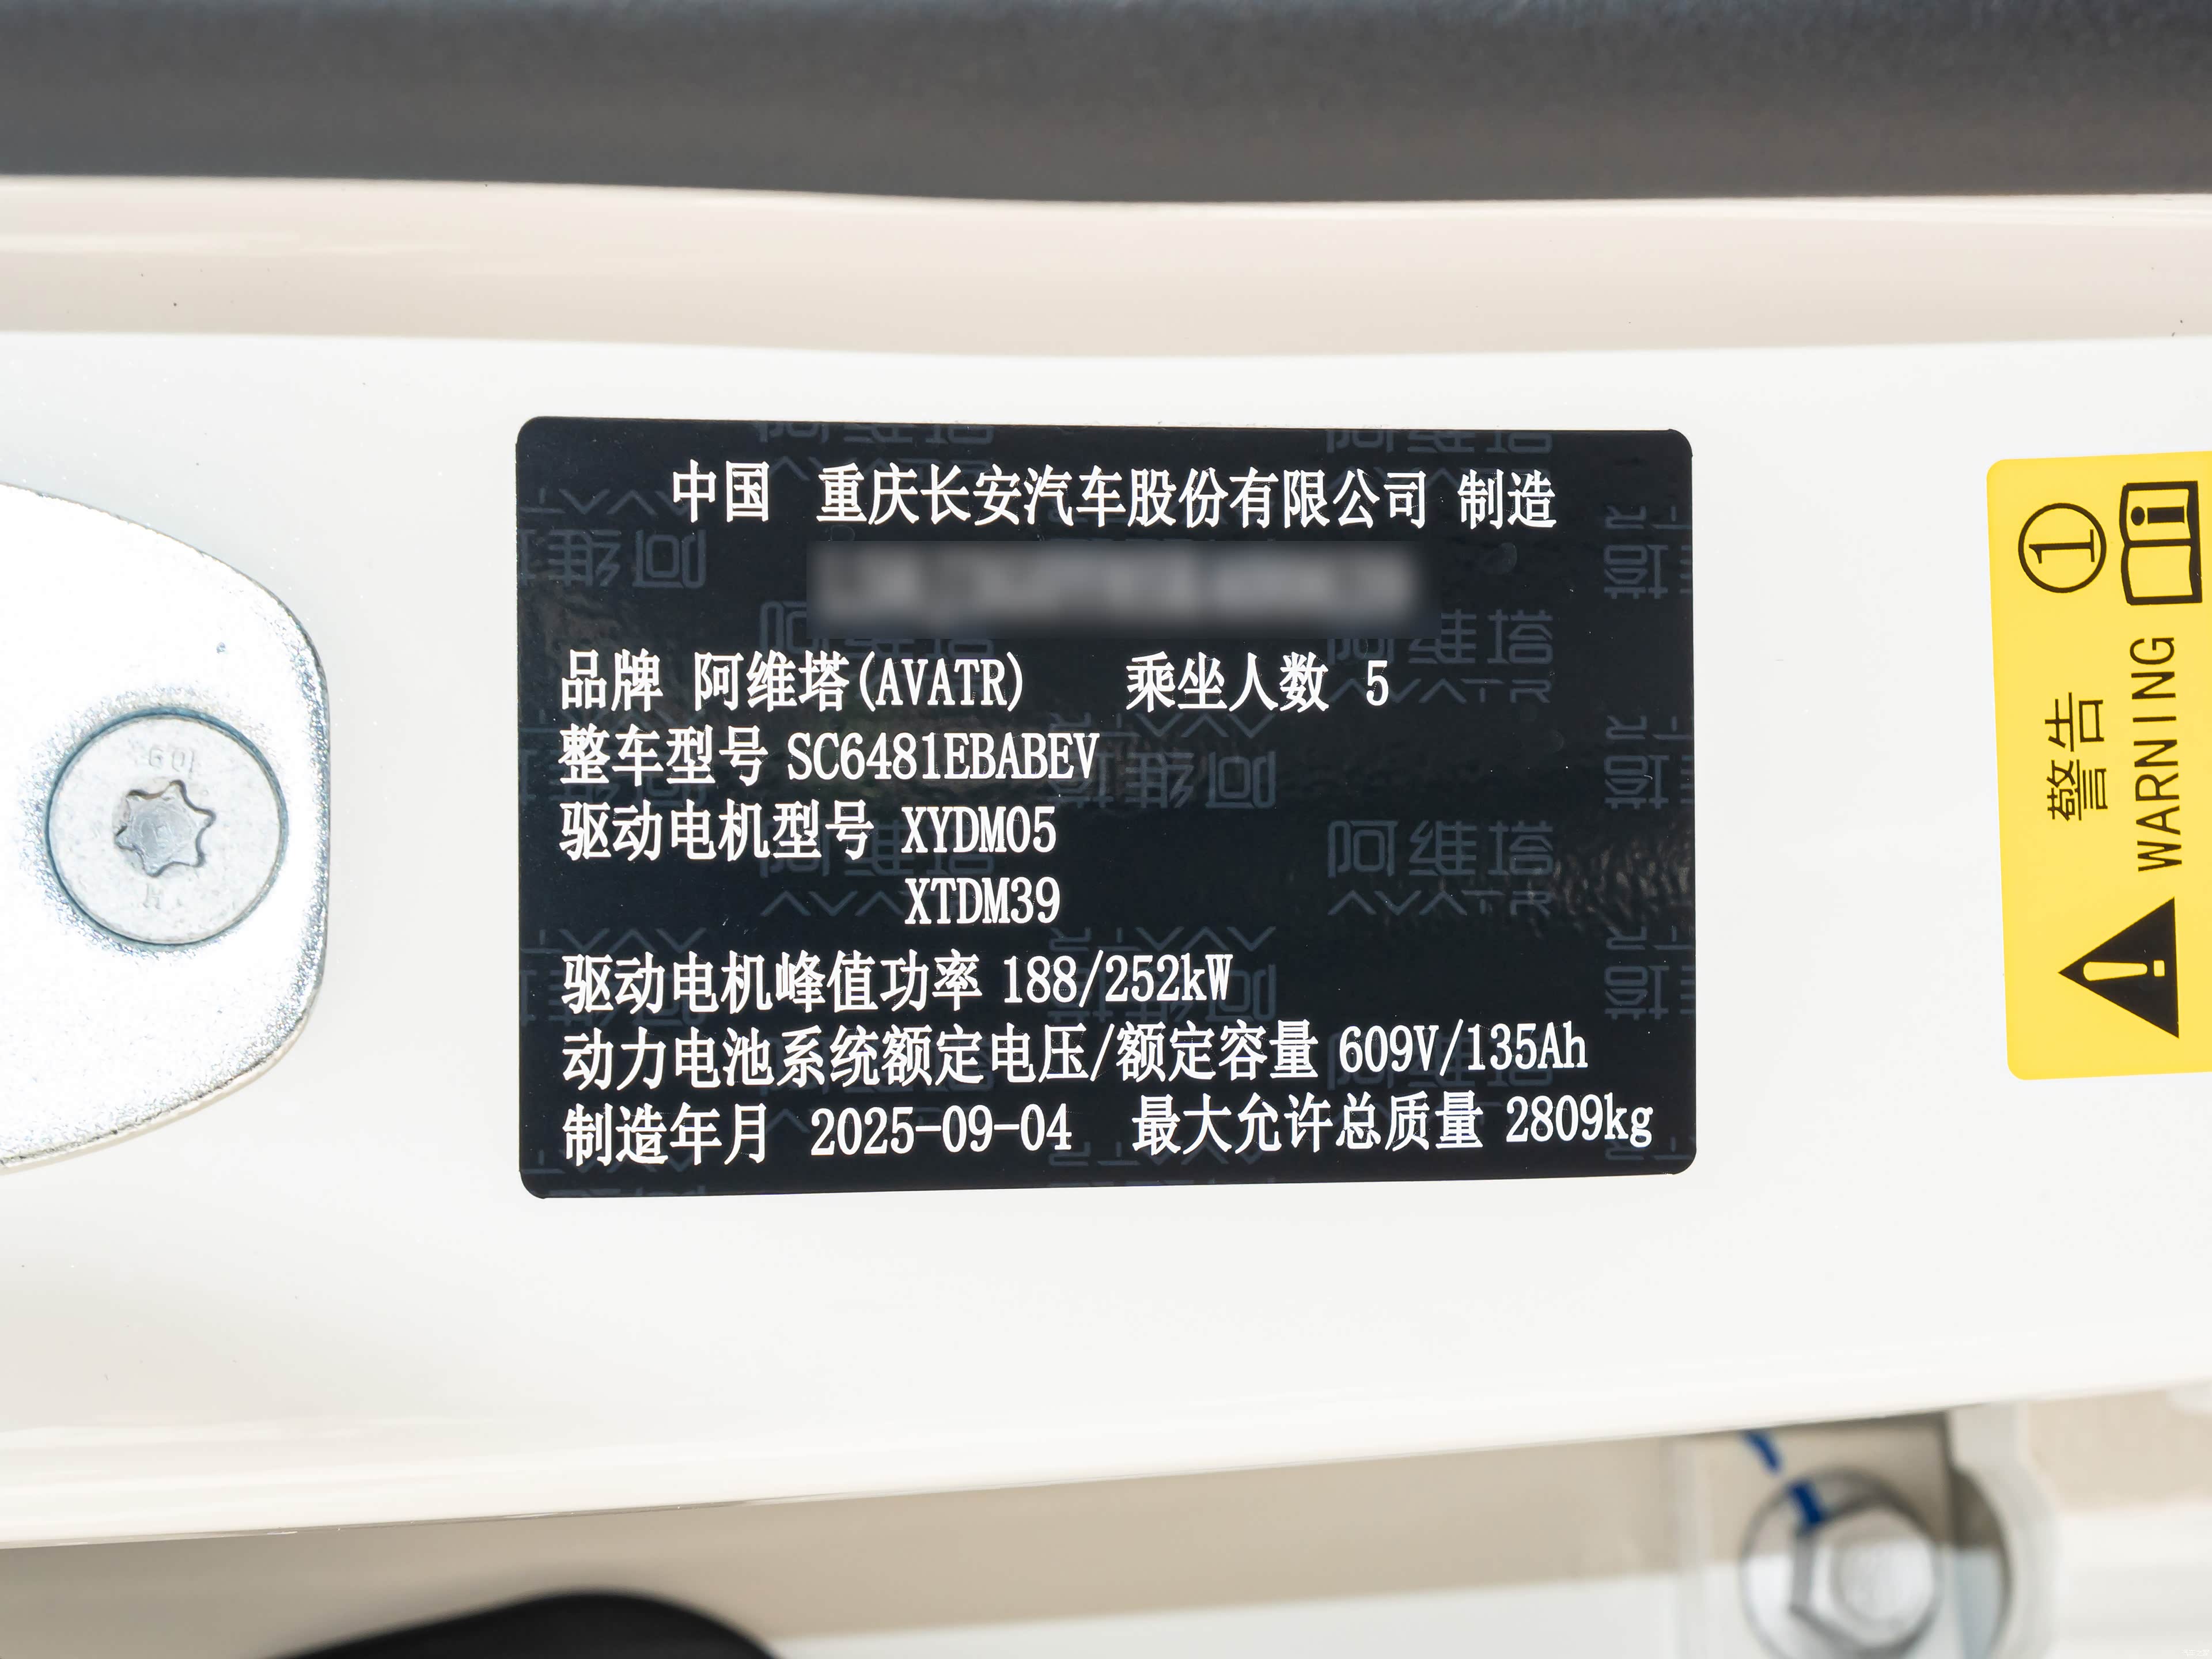 中国 重庆长安汽车股份有限公司 制造
品牌 阿维塔(AVATR) 乘坐人数 5
整车型号 SC6481EBABEV
驱动电机型号 XYDM05
XTDM39
驱动电机峰值功率 188/252kW
动力电池系统额定电压/额定容量 609V/135Ah
制造年月 2025-09-04 最大允许总质量 2809kg
警告 ①
WARNING